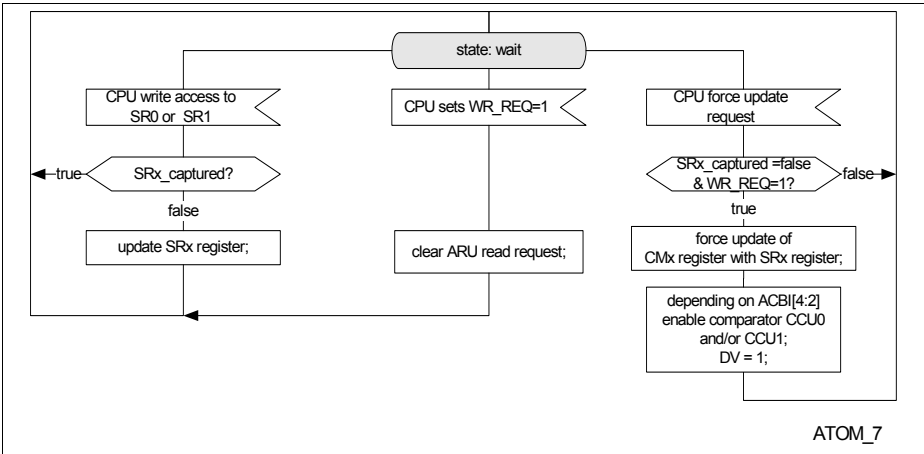 state: wait
CPU write access to
SR0 or SR1
CPU sets WR_REQ=1
CPU force update
request
true
SRx_captured?
SRx_captured =false
& WR_REQ=1?
false
false
true
update SRx register;
clear ARU read request;
force update of
CMx register with SRx register;
depending on ACBI[4:2]
enable comparator CCU0
and/or CCU1;
DV = 1;
ATOM_7